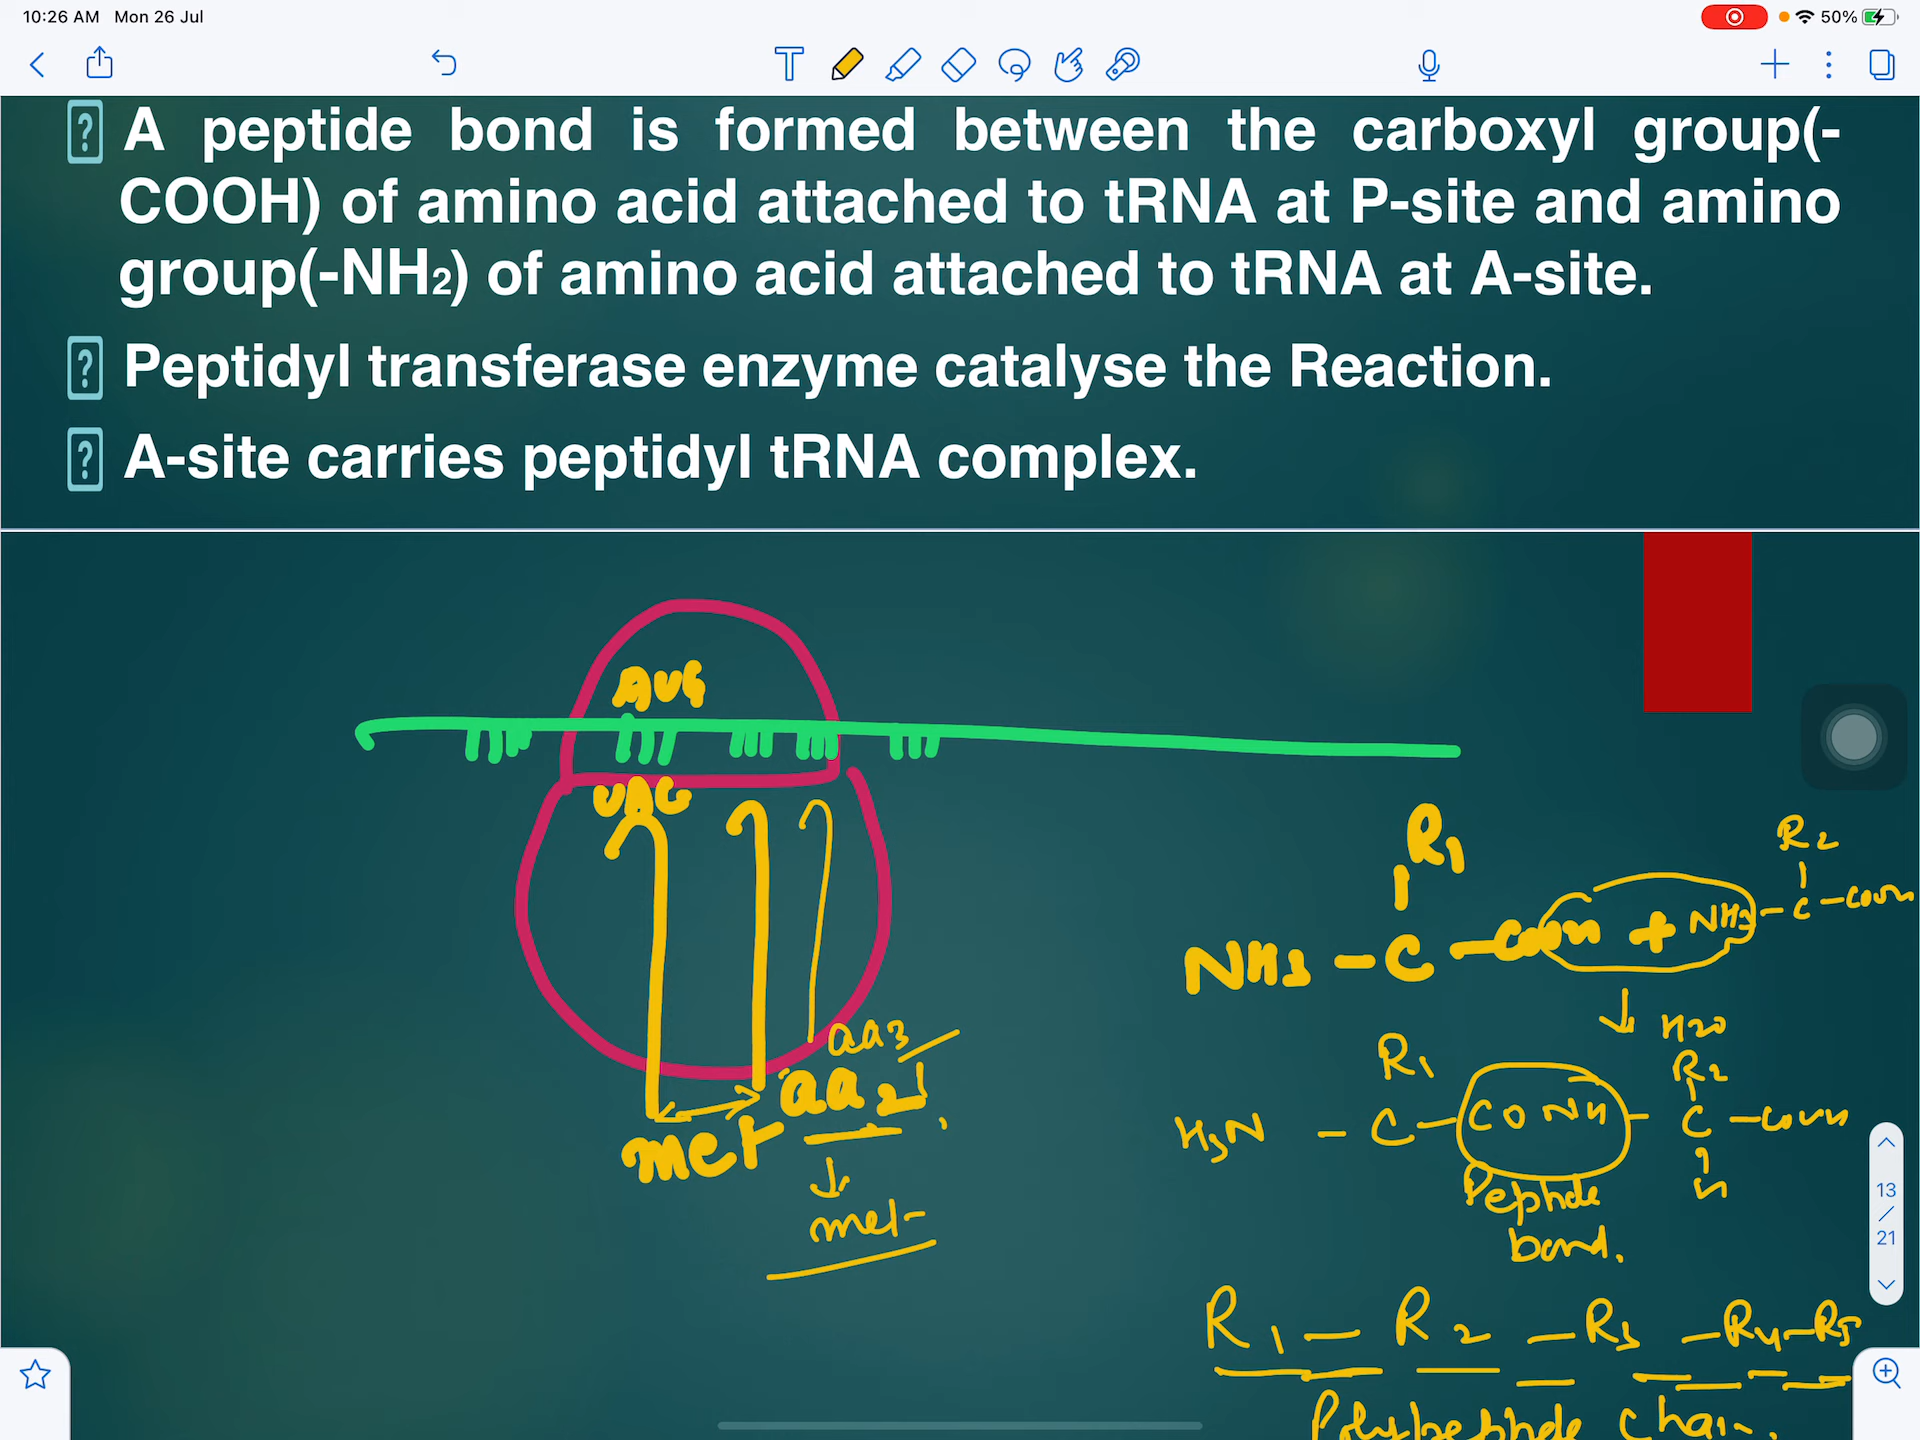 10:26 AM Mon 26 Jul
50%
A peptide bond is formed between the carboxyl group(-
COOH) of amino acid attached to tRNA at P-site and amino
group(-NH2) of amino acid attached to tRNA at A-site.
Peptidyl transferase enzyme catalyse the Reaction.
A-site carries peptidyl tRNA complex.
AUG
UAC
aa3
aa2
met
met
R1
R2
NH3 - C - COOH + NH3 - C - COOH
H2O
R1
R2
H3N - C - CONH - C - COOH
H
Peptide
bond.
R1 - R2 - R3 - R4 - R5
Polypeptide chain.
13
/
21